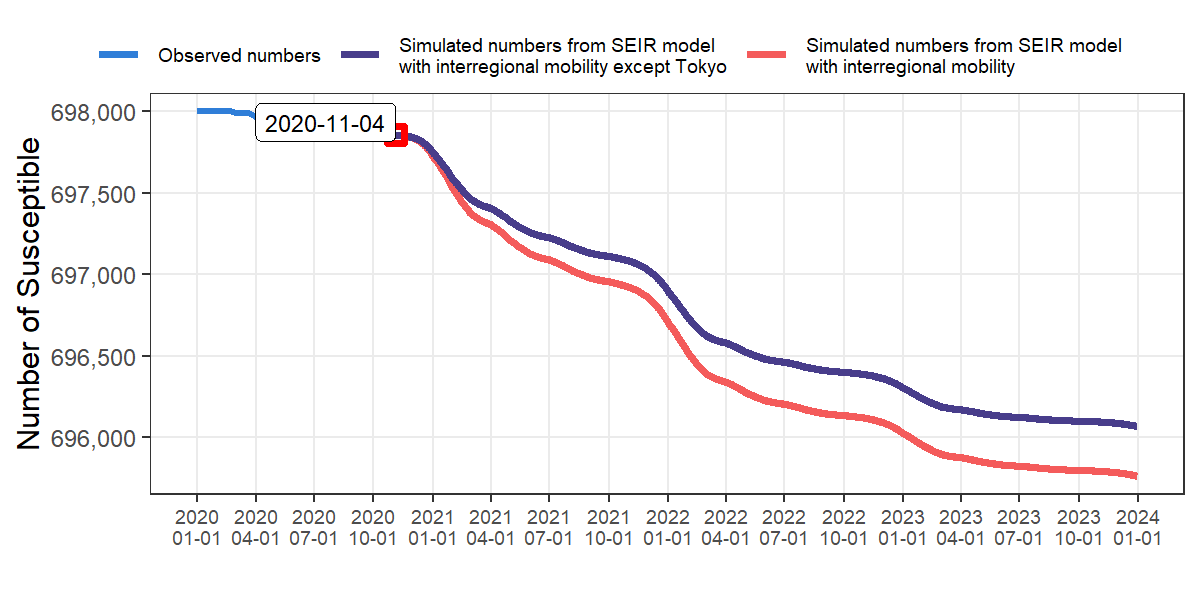 Observed numbers
Simulated numbers from SEIR model
with interregional mobility except Tokyo
Simulated numbers from SEIR model
with interregional mobility
Number of Susceptible
698,000
697,500
697,000
696,500
696,000
2020-11-04
2020 2020 2020 2020 2021 2021 2021 2021 2022 2022 2022 2022 2023 2023 2023 2023 2024
01-01 04-01 07-01 10-01 01-01 04-01 07-01 10-01 01-01 04-01 07-01 10-01 01-01 04-01 07-01 10-01 01-01